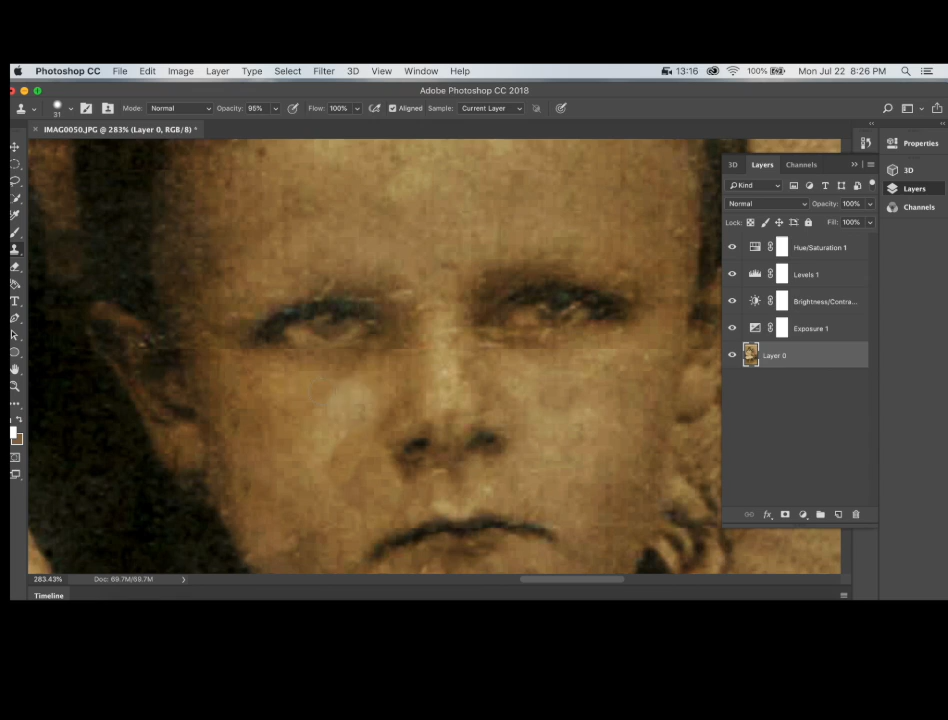 Photoshop CC File Edit Image Layer Type Select Filter 3D View Window Help 13:16 100% Mon Jul 22 8:26 PM
Adobe Photoshop CC 2018
31 Mode: Normal Opacity: 95% Flow: 100% Aligned Sample: Current Layer
× IMAG0050.JPG @ 283% (Layer 0, RGB/8) *
Properties
3D
Layers
Channels
3D Layers Channels
Kind
Normal Opacity: 100%
Lock: Fill: 100%
Hue/Saturation 1
Levels 1
Brightness/Contra...
Exposure 1
Layer 0
fx
283.43% Doc: 69.7M/69.7M
Timeline